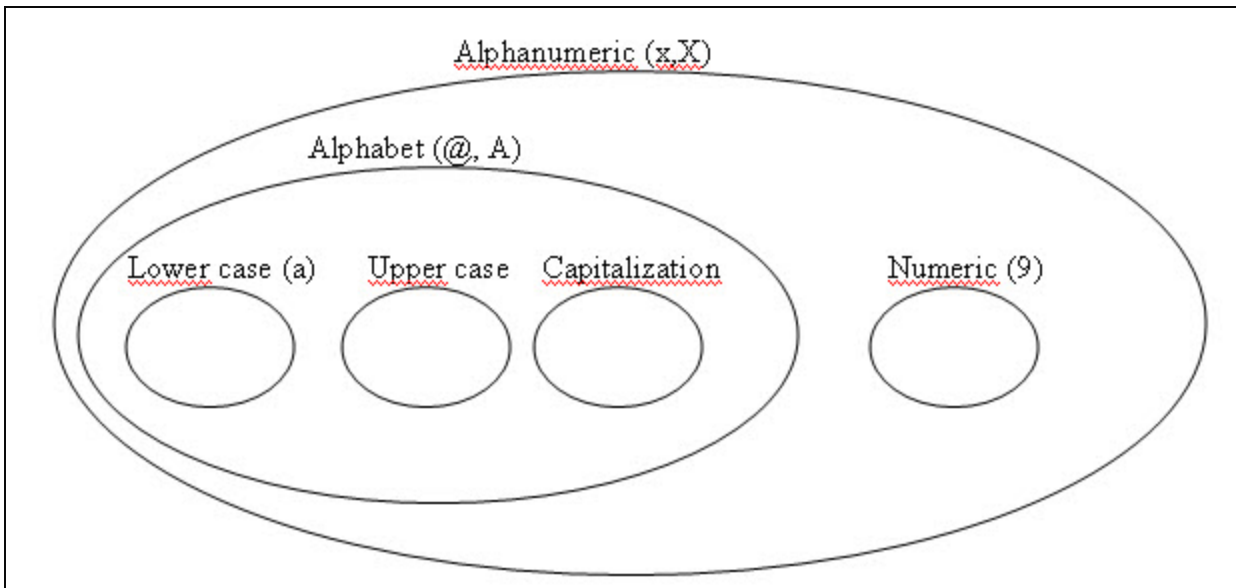 Alphanumeric (x,X)
Alphabet (@, A)
Lower case (a) Upper case Capitalization Numeric (9)